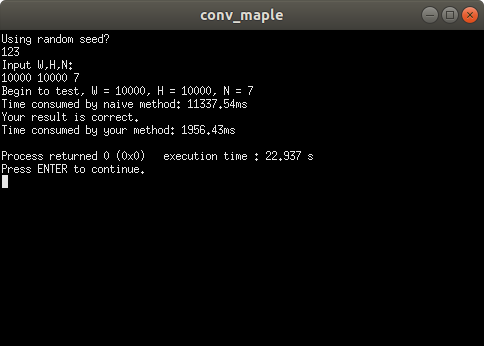 conv_maple
Using random seed?
123
Input W,H,N:
10000 10000 7
Begin to test, W = 10000, H = 10000, N = 7
Time consumed by naive method: 11337.54ms
Your result is correct.
Time consumed by your method: 1956.43ms
Process returned 0 (0x0)   execution time : 22.937 s
Press ENTER to continue.